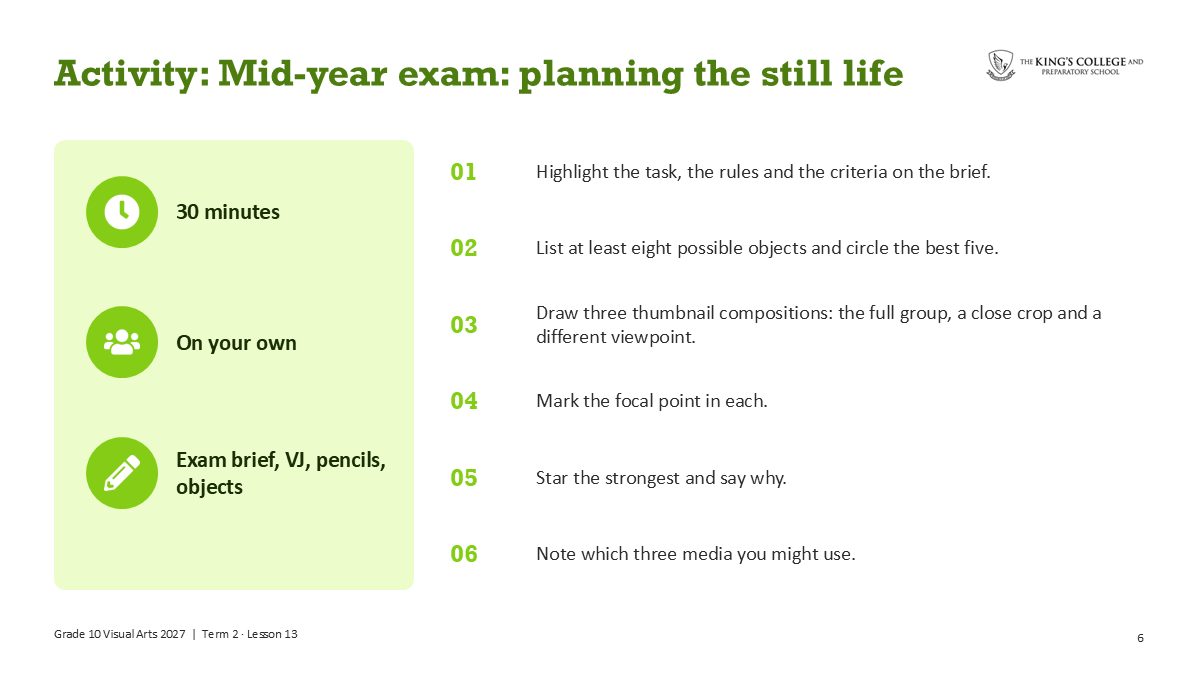 Activity: Mid-year exam: planning the still life
THE KING'S COLLEGE AND
PREPARATORY SCHOOL
30 minutes
On your own
Exam brief, VJ, pencils,
objects
01
Highlight the task, the rules and the criteria on the brief.
02
List at least eight possible objects and circle the best five.
03
Draw three thumbnail compositions: the full group, a close crop and a
different viewpoint.
04
Mark the focal point in each.
05
Star the strongest and say why.
06
Note which three media you might use.
Grade 10 Visual Arts 2027 | Term 2 · Lesson 13
6